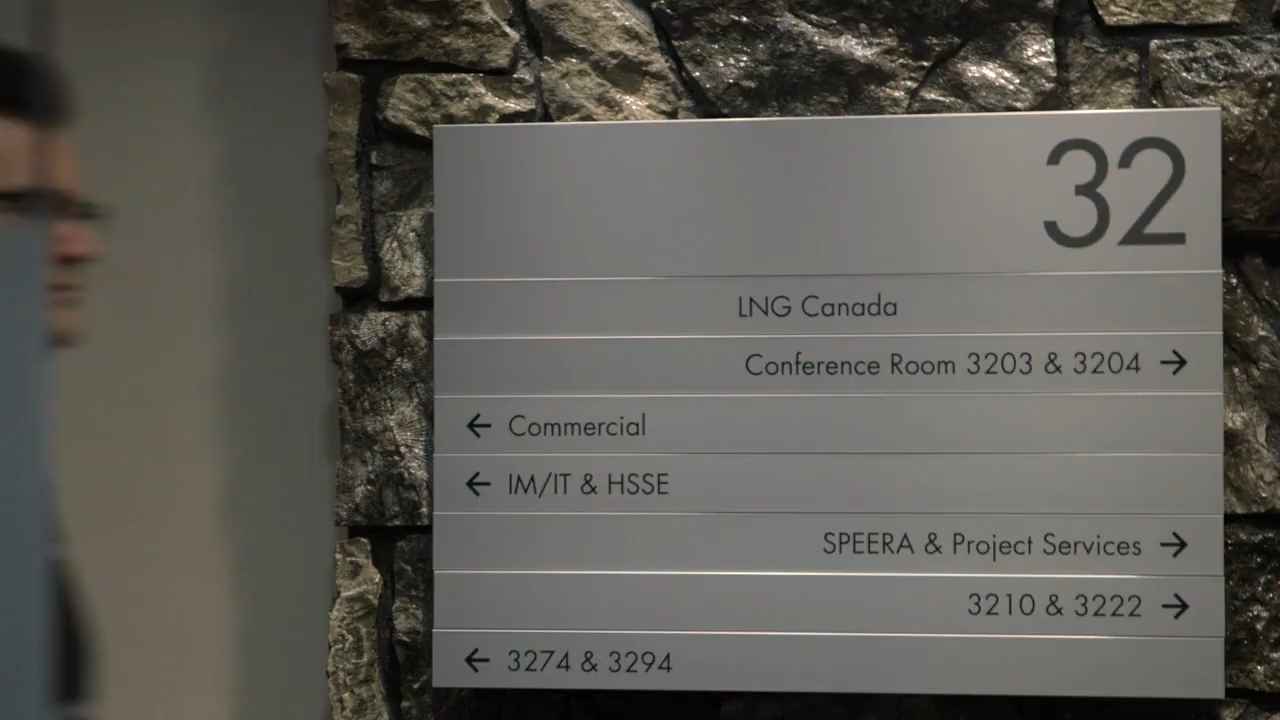 32
LNG Canada
Conference Room 3203 & 3204 →
← Commercial
← IM/IT & HSSE
SPEERA & Project Services →
3210 & 3222 →
← 3274 & 3294